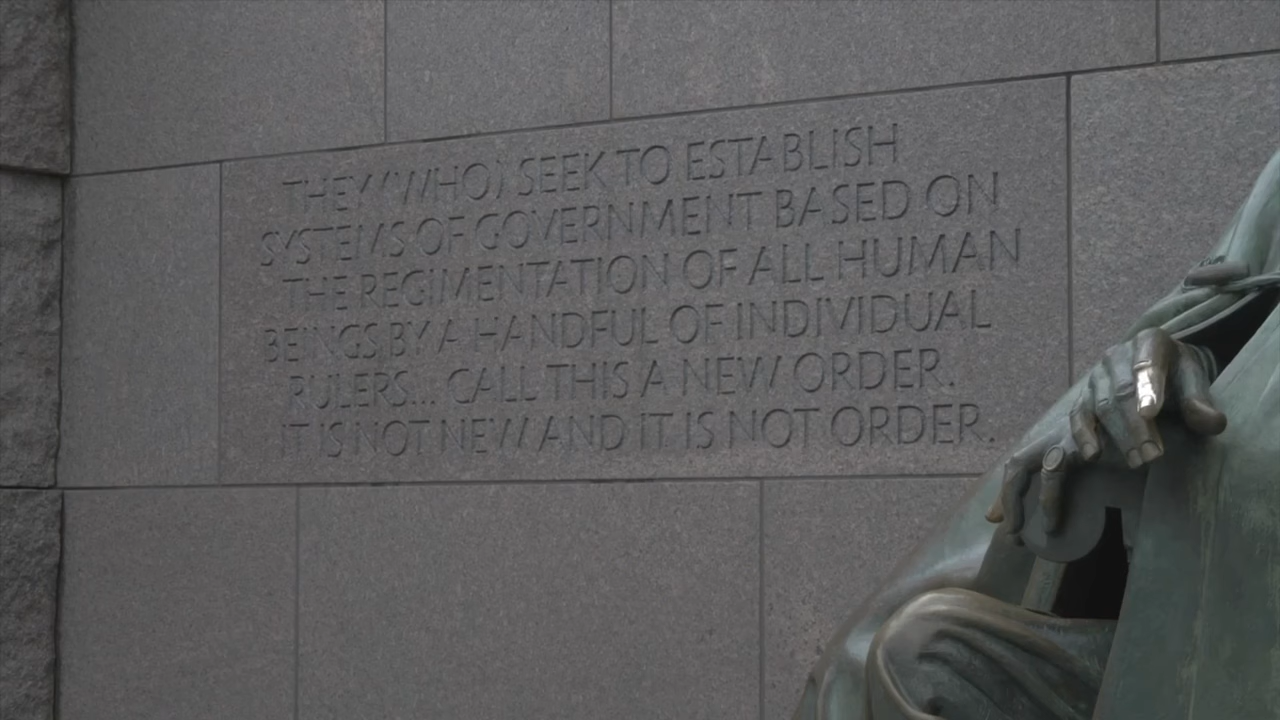 THEY (WHO) SEEK TO ESTABLISH
SYSTEMS OF GOVERNMENT BASED ON
THE REGIMENTATION OF ALL HUMAN
BEINGS BY A HANDFUL OF INDIVIDUAL
RULERS... CALL THIS A NEW ORDER.
IT IS NOT NEW AND IT IS NOT ORDER.